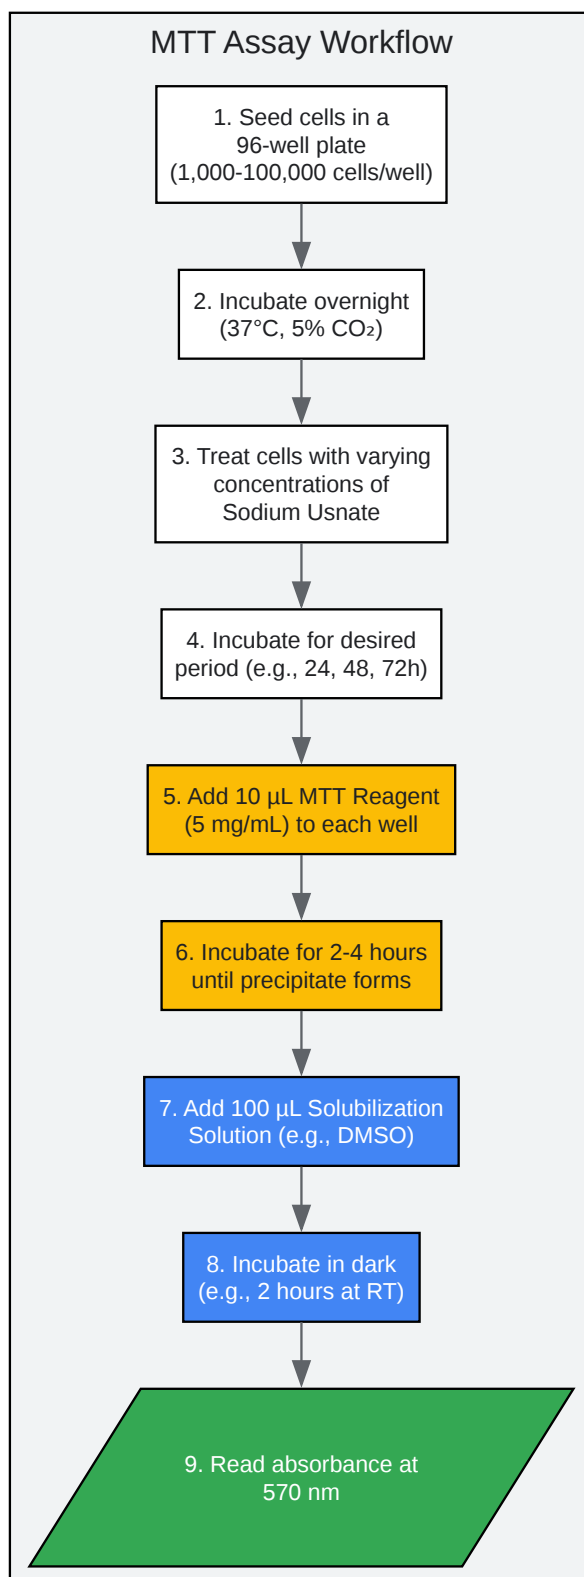 MTT Assay Workflow
1. Seed cells in a
96-well plate
(1,000-100,000 cells/well)
2. Incubate overnight
(37°C, 5% CO₂)
3. Treat cells with varying
concentrations of
Sodium Usnate
4. Incubate for desired
period (e.g., 24, 48, 72h)
5. Add 10 µL MTT Reagent
(5 mg/mL) to each well
6. Incubate for 2-4 hours
until precipitate forms
7. Add 100 µL Solubilization
Solution (e.g., DMSO)
8. Incubate in dark
(e.g., 2 hours at RT)
9. Read absorbance at
570 nm